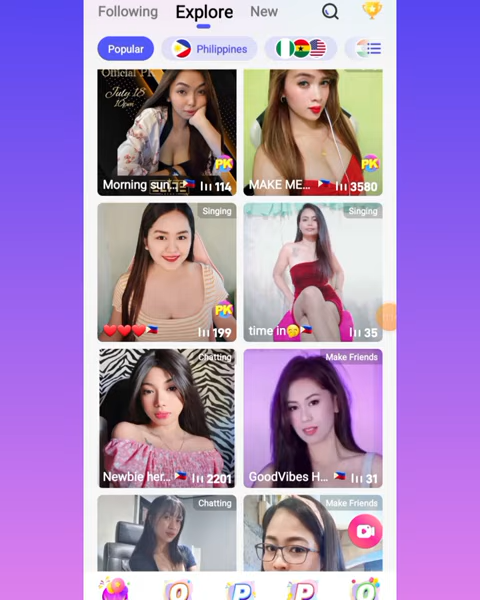 Following Explore New
Popular Philippines
Official P
July 18
10pm
PK
Morning sun... 114
PK
MAKE ME... 3580
Singing
PK
199
Singing
time in 35
Chatting
Newbie her... 2201
Make Friends
GoodVibes H... 31
Chatting
Make Friends
O P P O